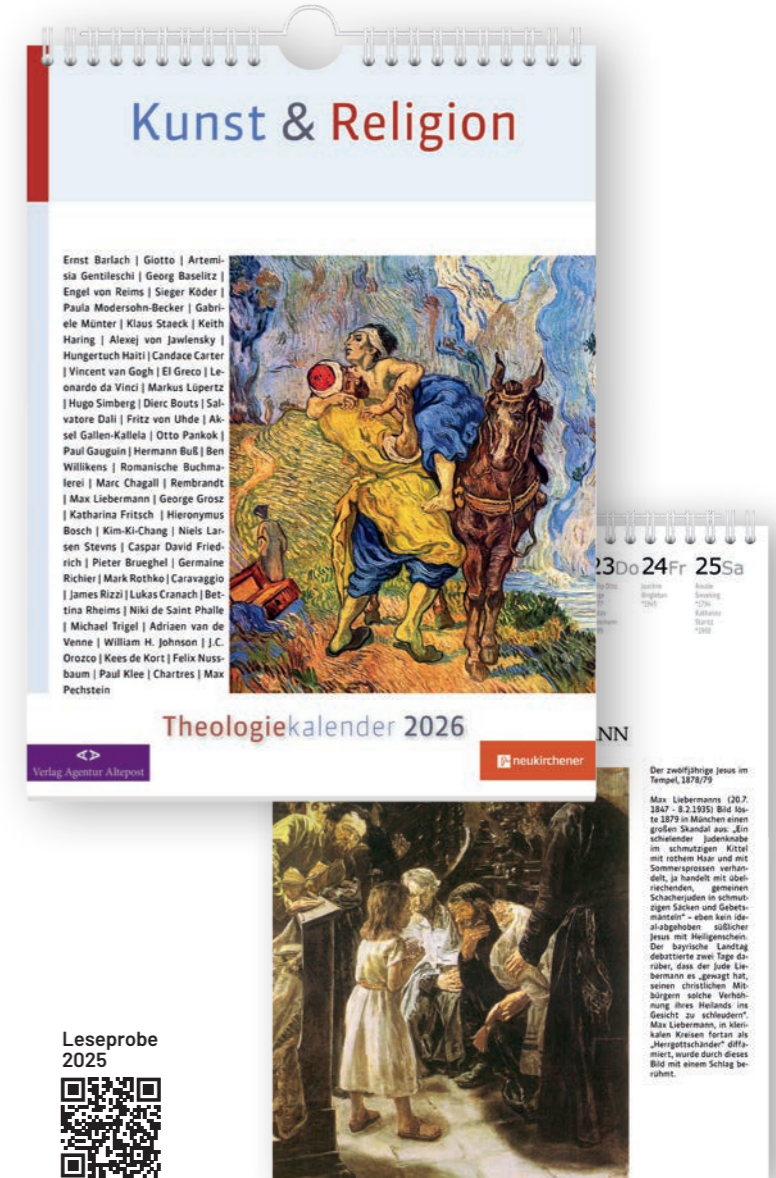 Kunst & Religion
Ernst Barlach | Giotto | Artemi-
sia Gentileschi | Georg Baselitz |
Engel von Reims | Sieger Köder |
Paula Modersohn-Becker | Gabri-
ele Münter | Klaus Staeck | Keith
Haring | Alexej von Jawlensky |
Hungertuch Haiti | Candace Carter
| Vincent van Gogh | El Greco | Le-
onardo da Vinci | Markus Lüpertz
| Hugo Simberg | Dierc Bouts | Sal-
vatore Dali | Fritz von Uhde | Ak-
sel Gallen-Kallela | Otto Pankok |
Paul Gauguin | Hermann Buß | Ben
Willikens | Romanische Buchma-
lerei | Marc Chagall | Rembrandt
| Max Liebermann | George Grosz
| Katharina Fritsch | Hieronymus
Bosch | Kim-Ki-Chang | Niels Lar-
sen Stevns | Caspar David Fried-
rich | Pieter Brueghel | Germaine
Richier | Mark Rothko | Caravaggio
| James Rizzi | Lukas Cranach | Bet-
tina Rheims | Niki de Saint Phalle
| Michael Trigel | Adriaen van de
Venne | William H. Johnson | J.C.
Orozco | Kees de Kort | Felix Nuss-
baum | Paul Klee | Chartres | Max
Pechstein
Theologiekalender 2026
Verlag Agentur Altepost
neukirchener
23Do 24Fr 25Sa
Joachim
Ringleben
*1945
Amalie
Sieveking
*1794
Katharina
Staritz
NN
Der zwölfjährige Jesus im
Tempel, 1878/79
Max Liebermanns (20.7.
1847 - 8.2.1935) Bild lös-
te 1879 in München einen
großen Skandal aus: „Ein
schielender Judenknabe
im schmutzigen Kittel
mit rothem Haar und mit
Sommersprossen verhan-
delt, ja handelt mit übel-
riechenden, gemeinen
Schacherjuden in schmut-
zigen Säcken und Gebets-
mänteln“ – eben kein ide-
al-abgehoben süßlicher
Jesus mit Heiligenschein.
Der bayrische Landtag
debattierte zwei Tage da-
rüber, dass der Jude Lie-
bermann es „gewagt hat,
seinen christlichen Mit-
bürgern solche Verhöh-
nung ihres Heilands ins
Gesicht zu schleudern“.
Max Liebermann, in kleri-
kalen Kreisen fortan als
„Herrgottschänder“ diffa-
miert, wurde durch dieses
Bild mit einem Schlag be-
rühmt.
Leseprobe
2025